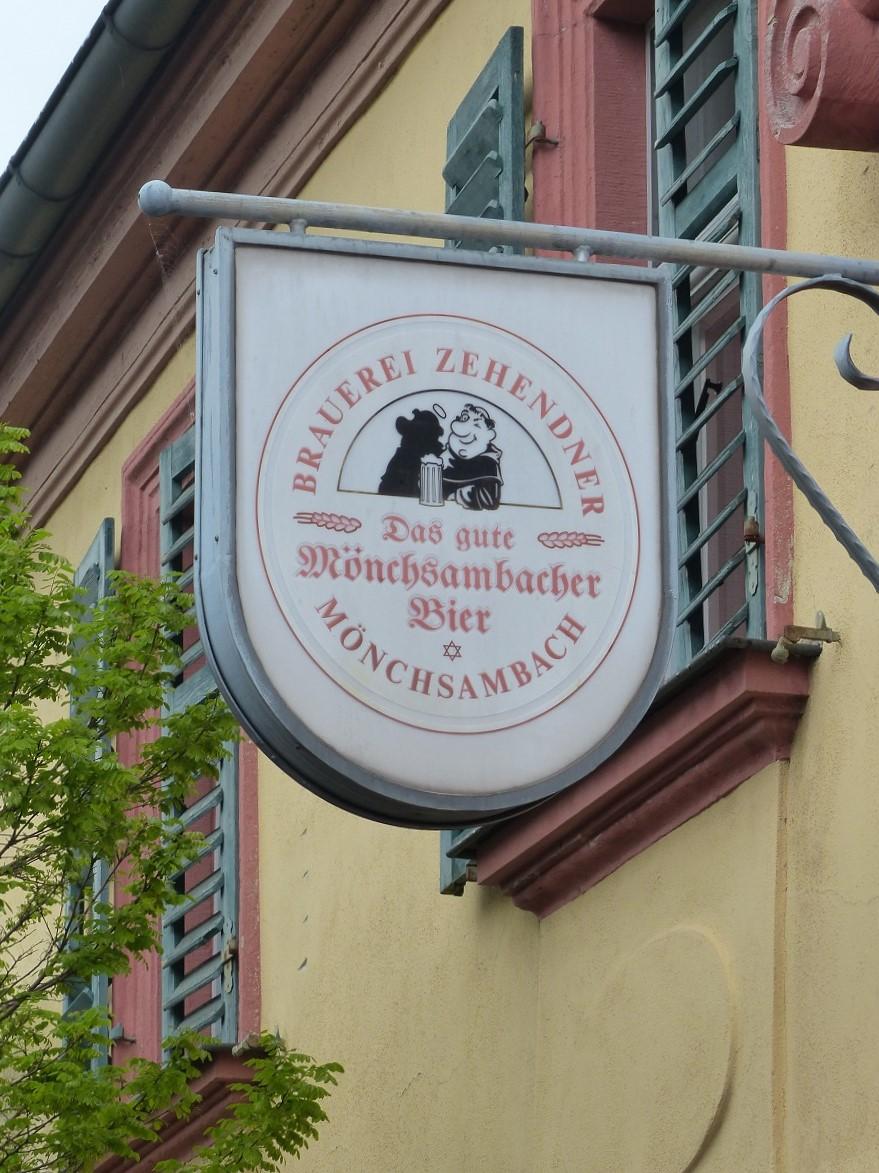 BRAUEREI ZEHENDNER
Das gute
Mönchsambacher
Bier
MÖNCHSAMBACH